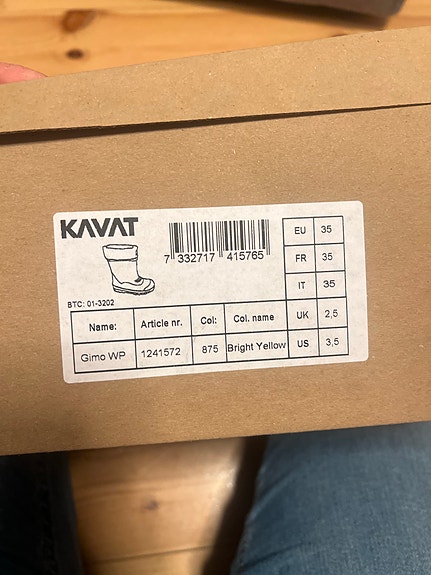 KAVAT
7 332717 415765
BTC: 01-3202
EU 35
FR 35
IT 35
UK 2,5
US 3,5
Name: Article nr. Col: Col. name
Gimo WP 1241572 875 Bright Yellow